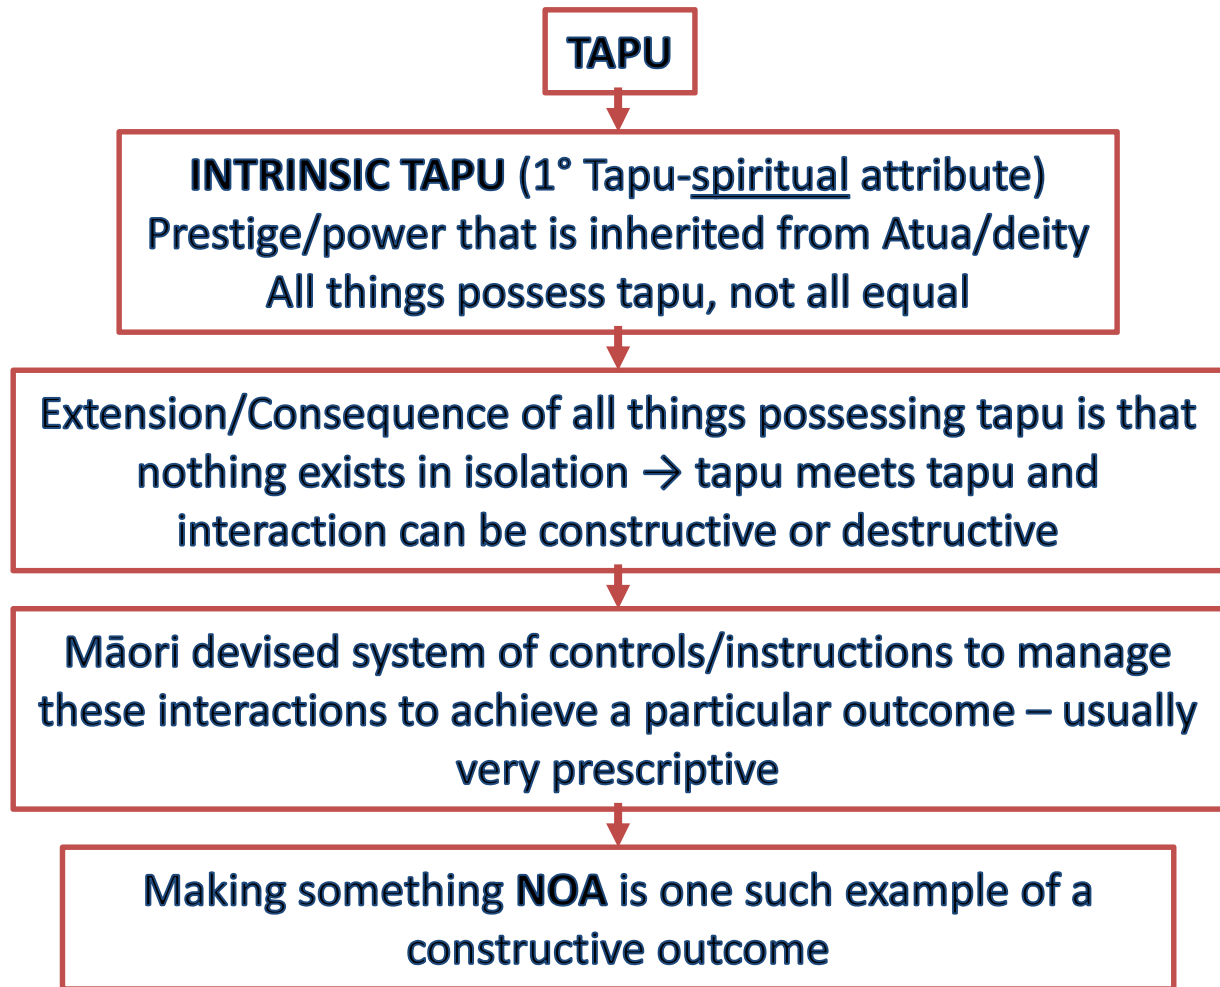 TAPU
INTRINSIC TAPU (1° Tapu-spiritual attribute)
Prestige/power that is inherited from Atua/deity
All things possess tapu, not all equal
Extension/Consequence of all things possessing tapu is that
nothing exists in isolation → tapu meets tapu and
interaction can be constructive or destructive
Māori devised system of controls/instructions to manage
these interactions to achieve a particular outcome – usually
very prescriptive
Making something NOA is one such example of a
constructive outcome